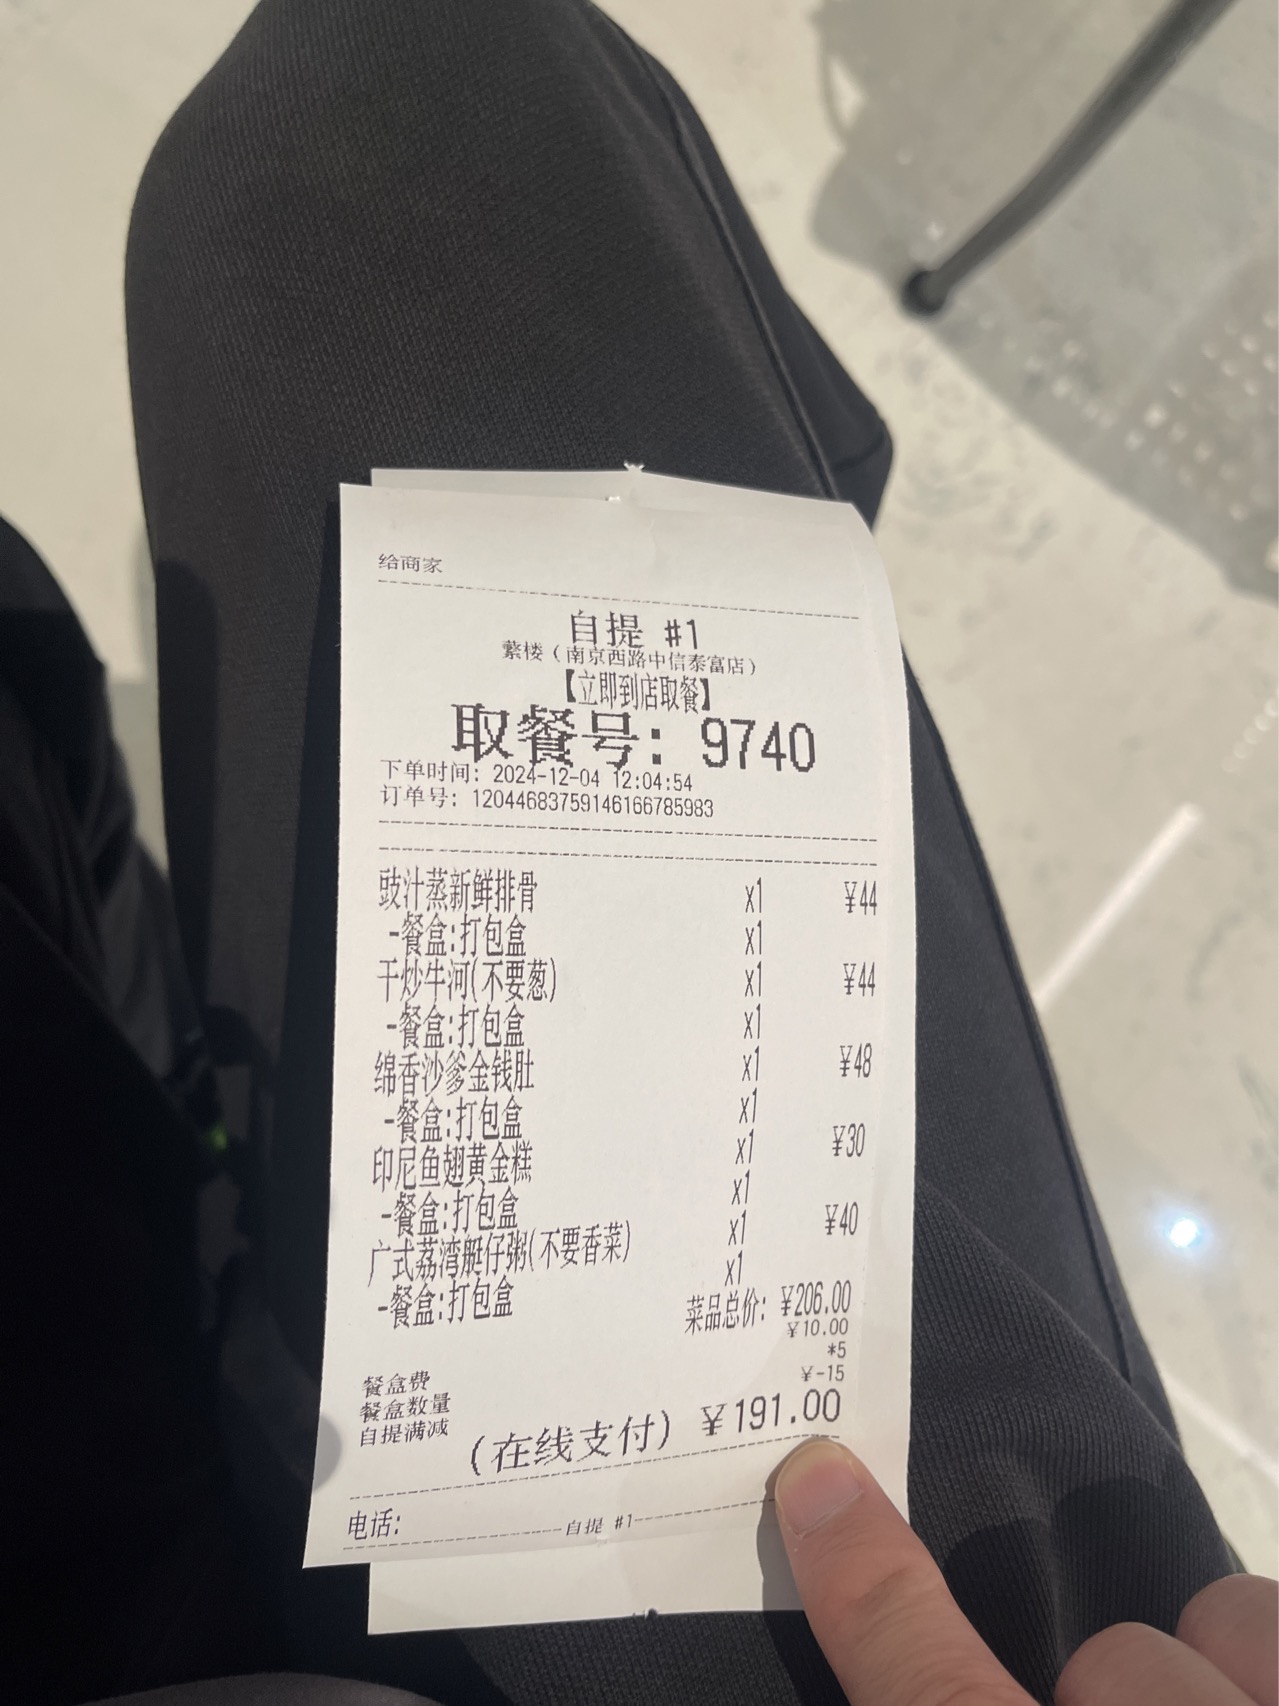 给商家
自提 #1
蘩楼(南京西路中信泰富店)
【立即到店取餐】
取餐号: 9740
下单时间: 2024-12-04 12:04:54
订单号: 120446837591461667​85983
豉汁蒸新鲜排骨 x1 ¥44
-餐盒:打包盒 x1
干炒牛河(不要葱) x1 ¥44
-餐盒:打包盒 x1
绵香沙爹金钱肚 x1 ¥48
-餐盒:打包盒 x1
印尼鱼翅黄金糕 x1 ¥30
-餐盒:打包盒 x1
广式荔湾艇仔粥(不要香菜) x1 ¥40
-餐盒:打包盒 x1
菜品总价: ¥206.00
餐盒费 ¥10.00
餐盒数量 *5
自提满减 ¥-15
(在线支付) ¥191.00
电话:
自提 #1